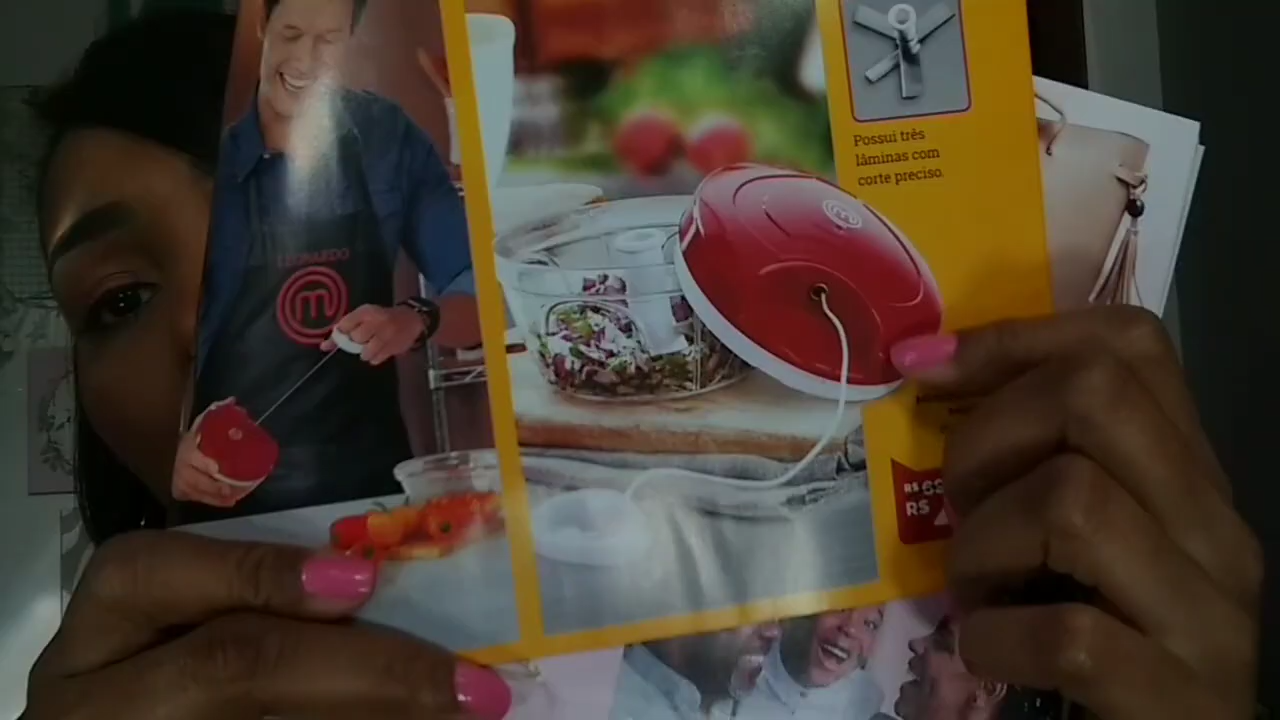 LEONARDO
Possui três
lâminas com
corte preciso.
R$
R$